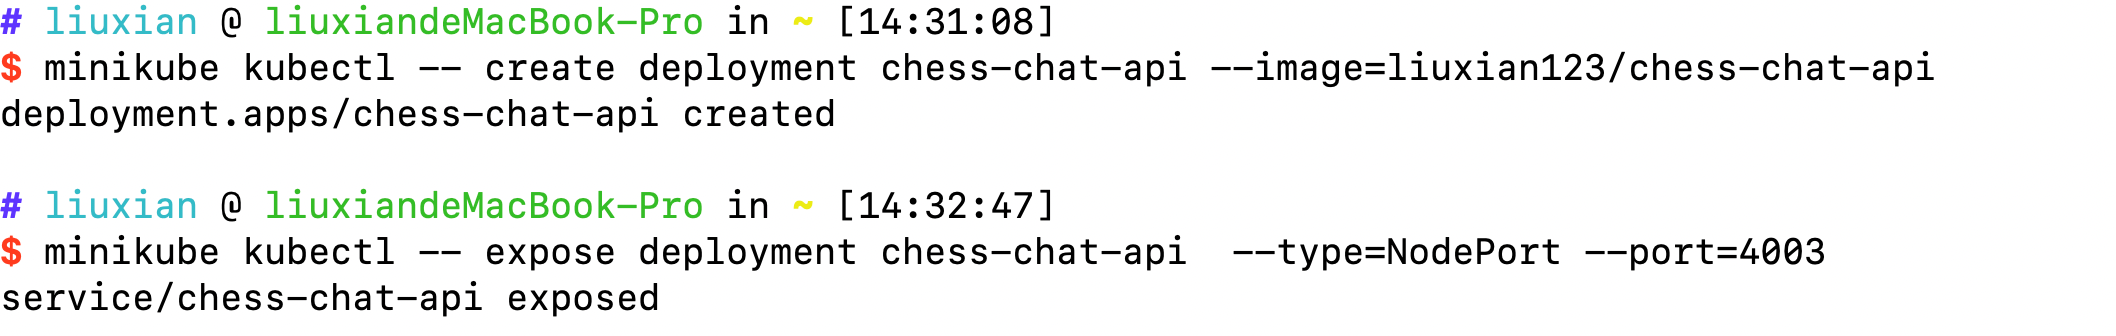 # liuxian @ liuxiandeMacBook-Pro in ~ [14:31:08]
$ minikube kubectl -- create deployment chess-chat-api --image=liuxian123/chess-chat-api
deployment.apps/chess-chat-api created
# liuxian @ liuxiandeMacBook-Pro in ~ [14:32:47]
$ minikube kubectl -- expose deployment chess-chat-api  --type=NodePort --port=4003
service/chess-chat-api exposed